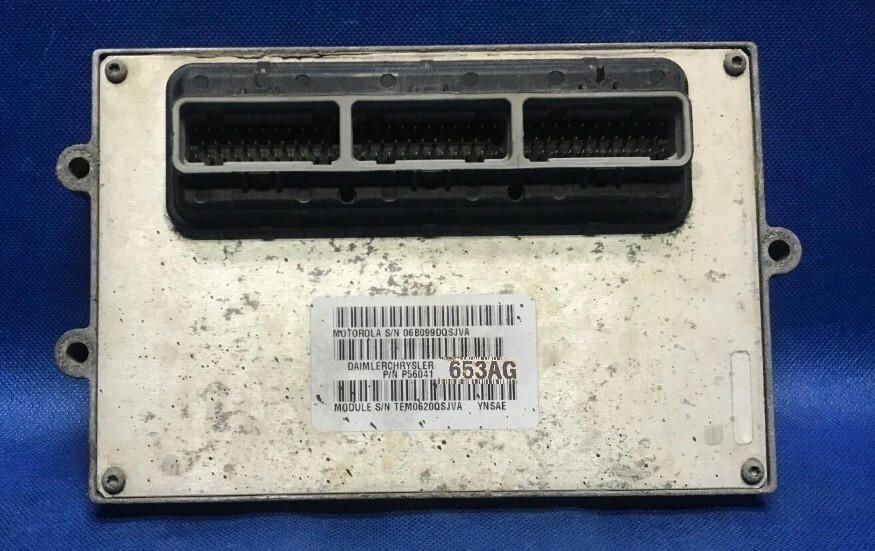 MOTOROLA S/N 06B099DQSJVA
DAIMLERCHRYSLER 653AG
P/N P56041
MODULE S/N TEM0620QSJVA YNSAE